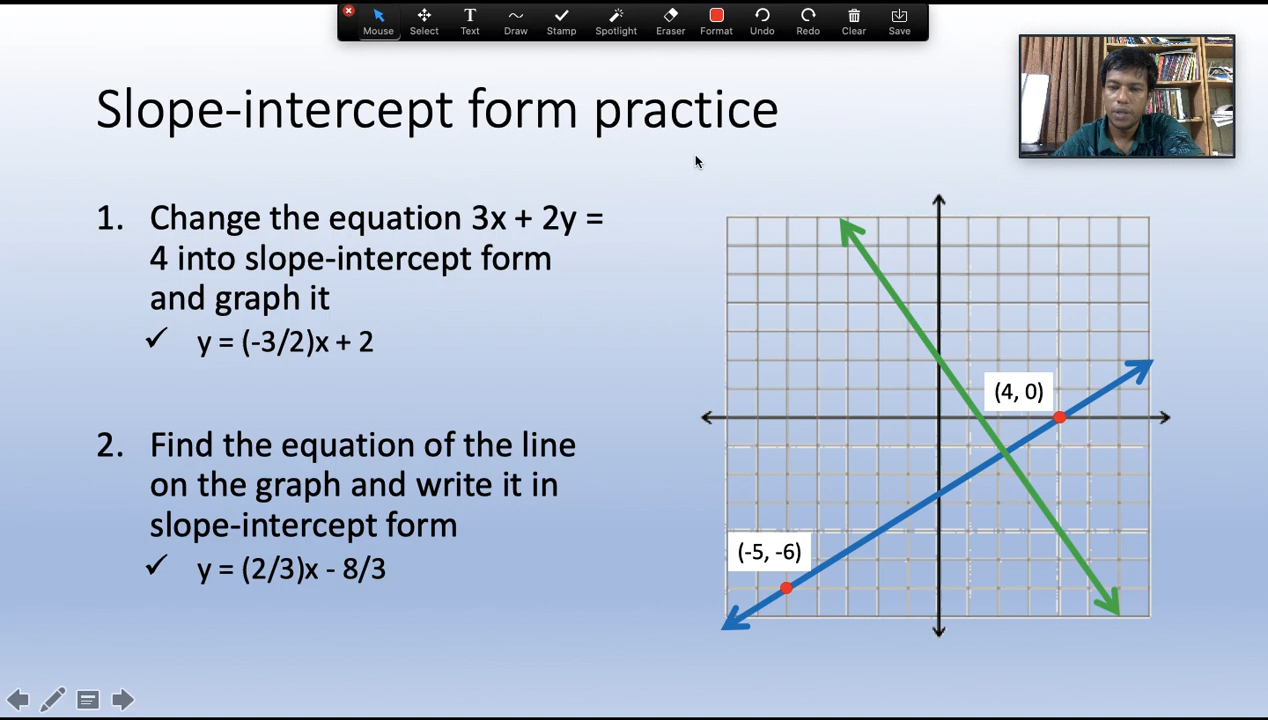 Mouse Select Text Draw Stamp Spotlight Eraser Format Undo Redo Clear Save
Slope-intercept form practice
1. Change the equation 3x + 2y =
4 into slope-intercept form
and graph it
✓ y = (-3/2)x + 2
2. Find the equation of the line
on the graph and write it in
slope-intercept form
✓ y = (2/3)x - 8/3
(4, 0)
(-5, -6)